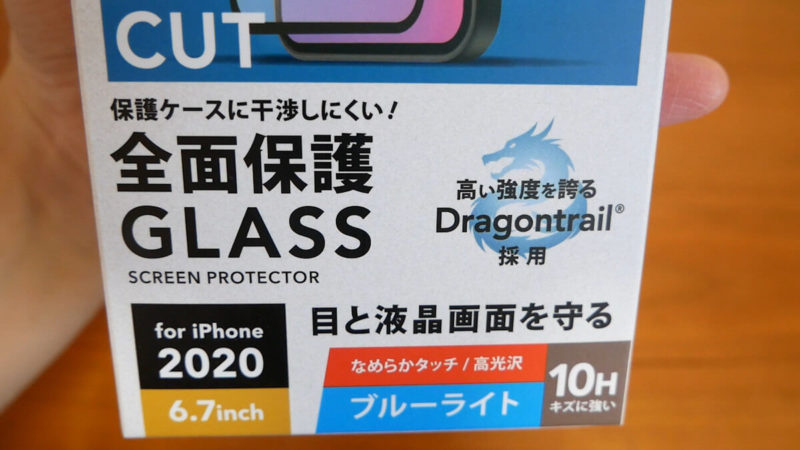 CUT
保護ケースに干渉しにくい!
全面保護
GLASS
SCREEN PROTECTOR
高い強度を誇る
Dragontrail®
採用
for iPhone
2020
6.7inch
目と液晶画面を守る
なめらかタッチ / 高光沢
ブルーライト
10H
キズに強い